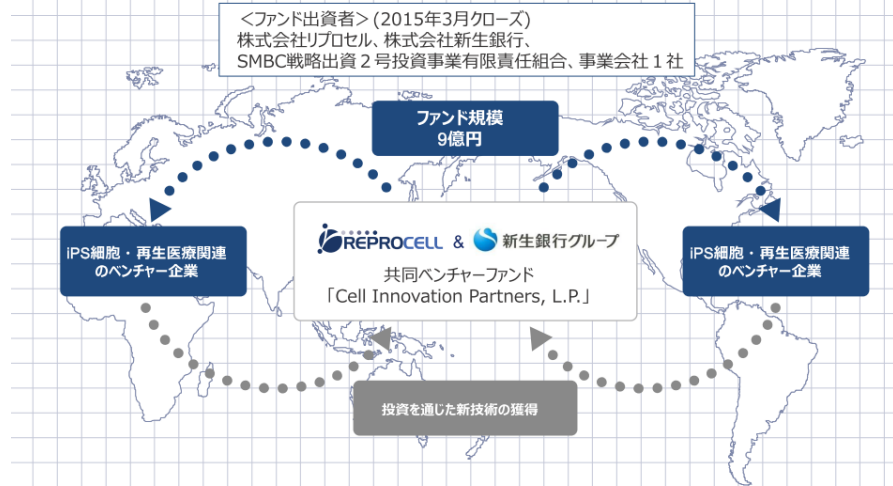 ＜ファンド出資者＞(2015年3月クローズ)
株式会社リプロセル、株式会社新生銀行、
SMBC戦略出資２号投資事業有限責任組合、事業会社１社
ファンド規模
9億円
iPS細胞・再生医療関連
のベンチャー企業
REPROCELL & 新生銀行グループ
共同ベンチャーファンド
「Cell Innovation Partners, L.P.」
iPS細胞・再生医療関連
のベンチャー企業
投資を通じた新技術の獲得